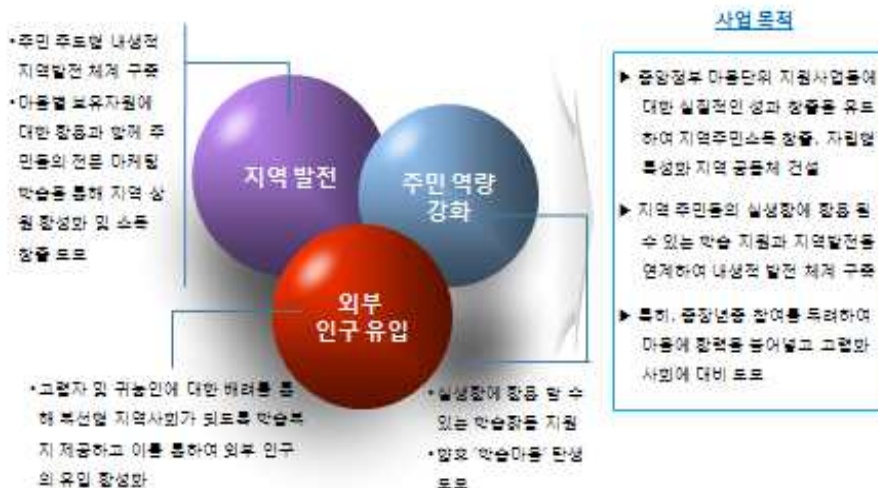 •주민 주도형 내생적
지역발전 체계 구축
•마을별 보유자원에
대한 활용과 함께 주
민들의 전문 마케팅
학습을 통해 지역 상
권 활성화 및 소득
창출 도모
지역 발전
주민 역량
강화
외부
인구 유입
•고령자 및 귀농인에 대한 배려를 통
해 복선형 지역사회가 되도록 학습복
지 제공하고 이를 통하여 외부 인구
의 유입 활성화
•실생활에 활용 할 수
있는 학습활동 지원
• '학습마을' 탄생
도모
사업 목적
▶ 중앙정부 마을단위 지원사업들에
대한 실질적인 성과 창출을 유도
하여 지역주민소득 창출, 자립형
특성화 지역 공동체 건설
▶ 지역 주민들의 실생활에 활용 될
수 있는 학습 지원과 지역발전을
연계하여 내생적 발전 체계 구축
▶ 특히, 중장년층 참여를 독려하여
마을에 활력을 불어넣고 고령화
사회에 대비 도모